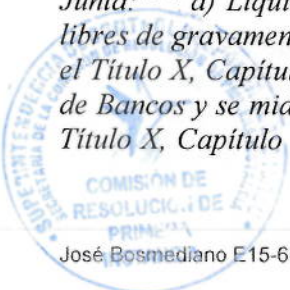 Junta: a) Liqui
libres de gravamen
el Título X, Capítu
de Bancos y se mid
Título X, Capítulo
COMISIÓN DE
RESOLUCIÓN DE
PRIMERA
José Bosmediano E15-6